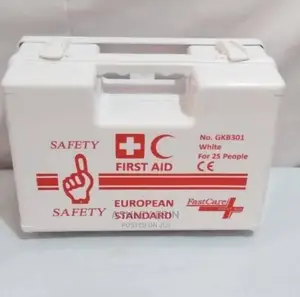 SAFETY
FIRST AID
No. GKB301
White
For 25 People
CE
SAFETY
EUROPEAN
STANDARD
FastCare